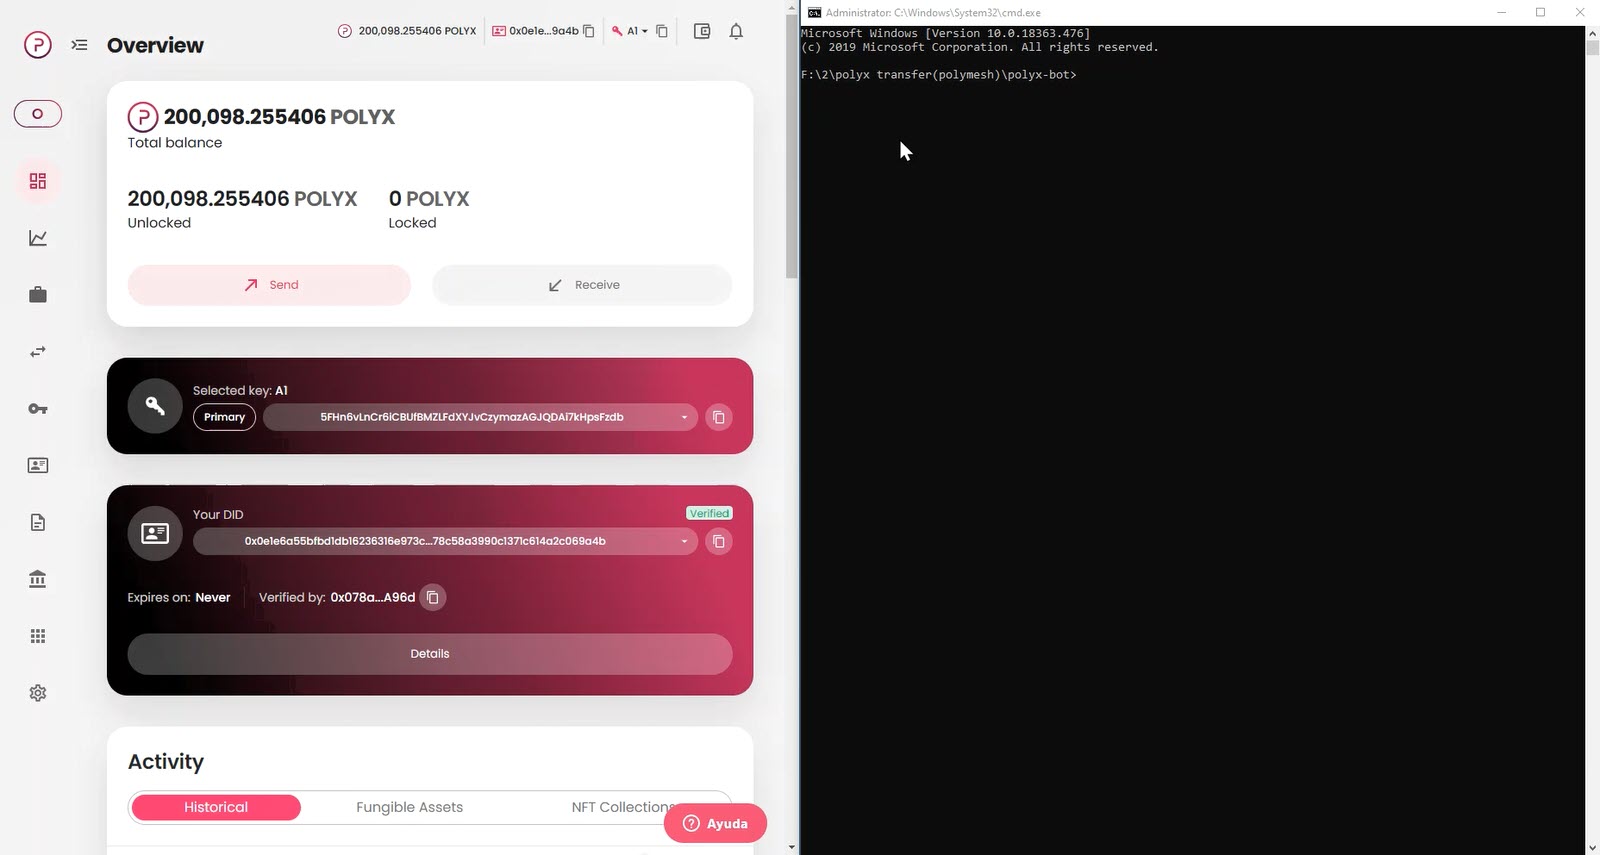 Overview
200,098.255406 POLYX
0x0e1e...9a4b
A1
200,098.255406 POLYX
Total balance
200,098.255406 POLYX
Unlocked
0 POLYX
Locked
Send
Receive
Selected key: A1
Primary
5FHn6vLnCr6iCBUfBMZLFdXYJvCzymazAGJQDAi7kHpsFzdb
Your DID
Verified
0x0e1e6a55bfbd1db16236316e973c...78c58a3990c1371c614a2c069a4b
Expires on: Never
Verified by: 0x078a...A96d
Details
Activity
Historical
Fungible Assets
NFT Collections
Ayuda
Administrator: C:\Windows\System32\cmd.exe
Microsoft Windows [Version 10.0.18363.476]
(c) 2019 Microsoft Corporation. All rights reserved.
F:\2\polyx transfer(polymesh)\polyx-bot>